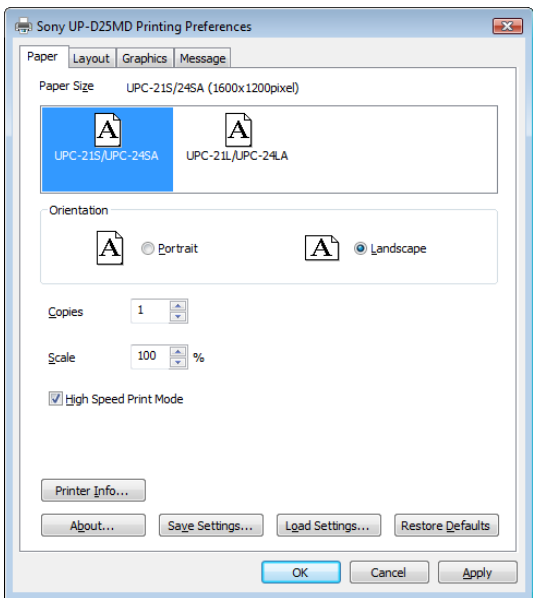 Sony UP-D25MD Printing Preferences
Paper Layout Graphics Message
Paper Size UPC-21S/24SA (1600x1200pixel)
A A
UPC-21S/UPC-24SA UPC-21L/UPC-24LA
Orientation
A Portrait A Landscape
Copies 1
Scale 100 %
High Speed Print Mode
Printer Info...
About... Save Settings... Load Settings... Restore Defaults
OK Cancel Apply